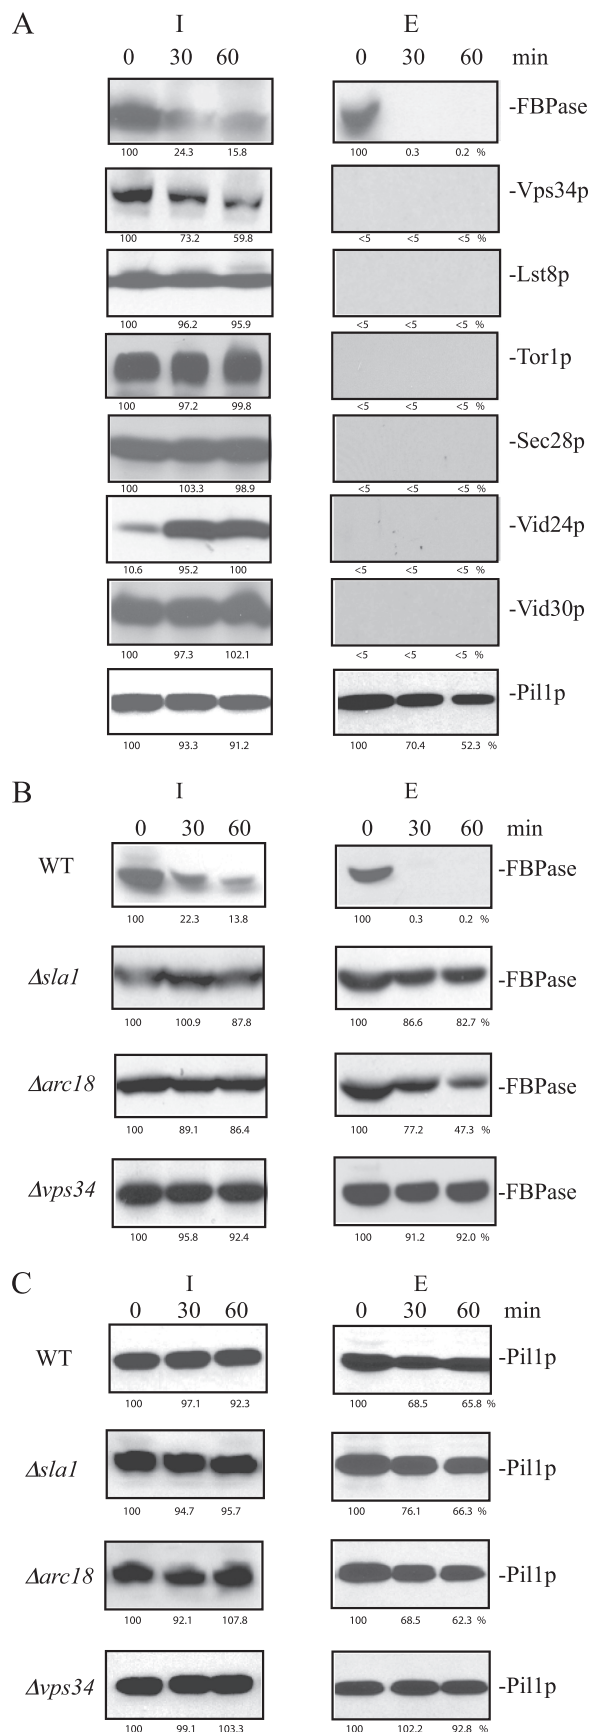 A I E
0 30 60 0 30 60 min
-FBPase
100 24.3 15.8 100 0.3 0.2 %
-Vps34p
100 73.2 59.8 <5 <5 <5 %
-Lst8p
100 96.2 95.9 <5 <5 <5 %
-Tor1p
100 97.2 99.8 <5 <5 <5 %
-Sec28p
100 103.3 98.9 <5 <5 <5 %
-Vid24p
10.6 95.2 100 <5 <5 <5 %
-Vid30p
100 97.3 102.1 <5 <5 <5 %
-Pil1p
100 93.3 91.2 100 70.4 52.3 %
B I E
0 30 60 0 30 60 min
WT -FBPase
100 22.3 13.8 100 0.3 0.2 %
Δsla1 -FBPase
100 100.9 87.8 100 86.6 82.7 %
Δarc18 -FBPase
100 89.1 86.4 100 77.2 47.3 %
Δvps34 -FBPase
100 95.8 92.4 100 91.2 92.0 %
C I E
0 30 60 0 30 60 min
WT -Pil1p
100 97.1 92.3 100 68.5 65.8 %
Δsla1 -Pil1p
100 94.7 95.7 100 76.1 66.3 %
Δarc18 -Pil1p
100 92.1 107.8 100 68.5 62.3 %
Δvps34 -Pil1p
100 99.1 103.3 100 102.2 92.8 %